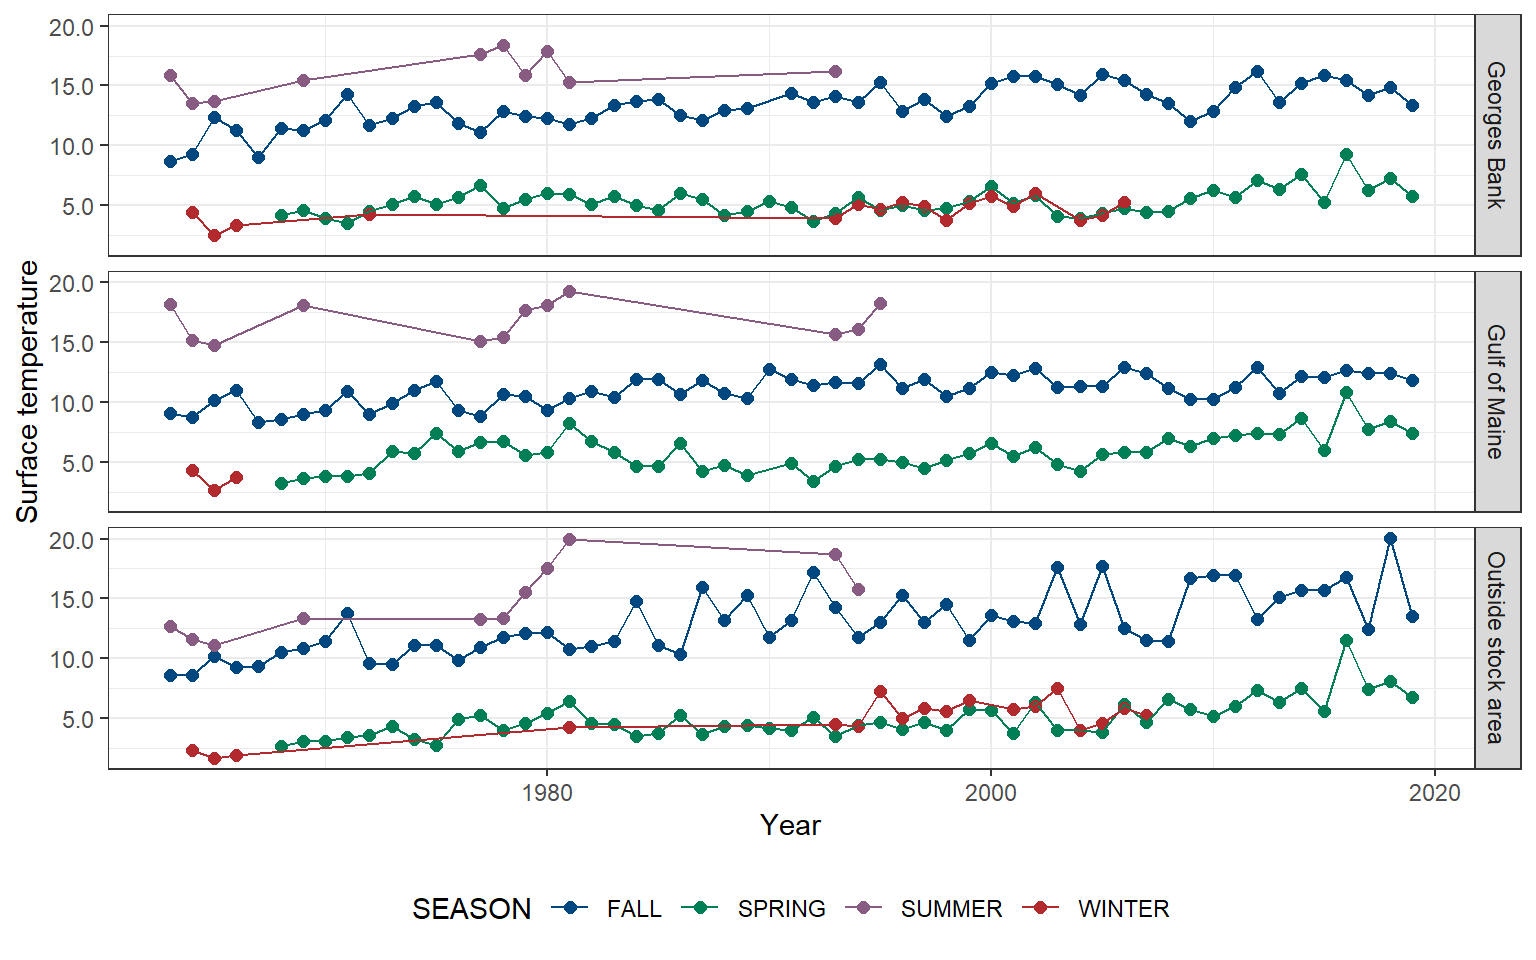 Surface temperature
20.0
15.0
10.0
5.0
Georges Bank
20.0
15.0
10.0
5.0
Gulf of Maine
20.0
15.0
10.0
5.0
Outside stock area
1980 2000 2020
Year
SEASON FALL SPRING SUMMER WINTER